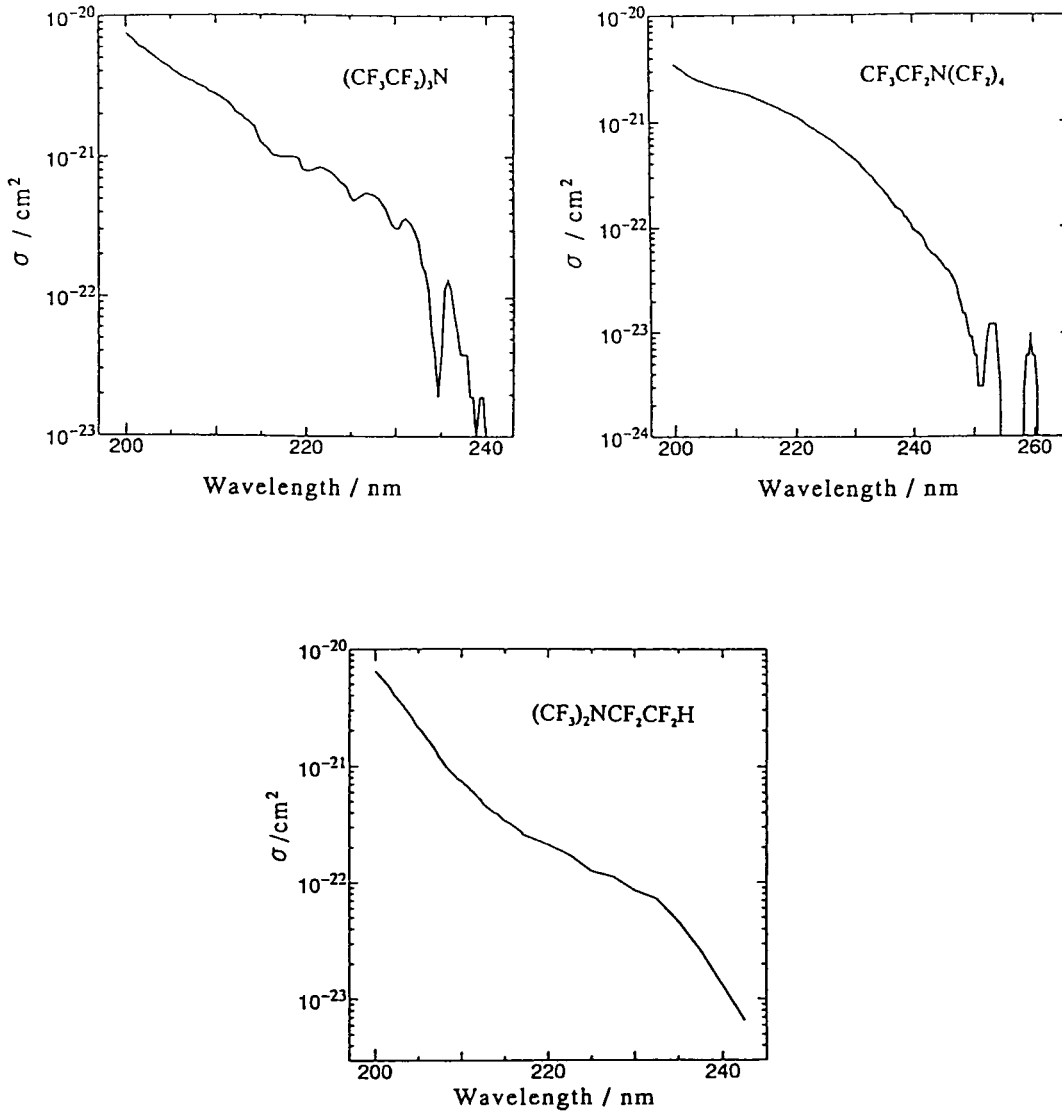 10⁻²⁰
10⁻²¹
10⁻²²
10⁻²³
σ / cm²
(CF₃CF₂)₃N
200
220
240
Wavelength / nm
10⁻²⁰
10⁻²¹
10⁻²²
10⁻²³
10⁻²⁴
σ / cm²
CF₃CF₂N(CF₂)₄
200
220
240
260
Wavelength / nm
10⁻²⁰
10⁻²¹
10⁻²²
10⁻²³
σ /cm²
(CF₃)₂NCF₂CF₂H
200
220
240
Wavelength / nm